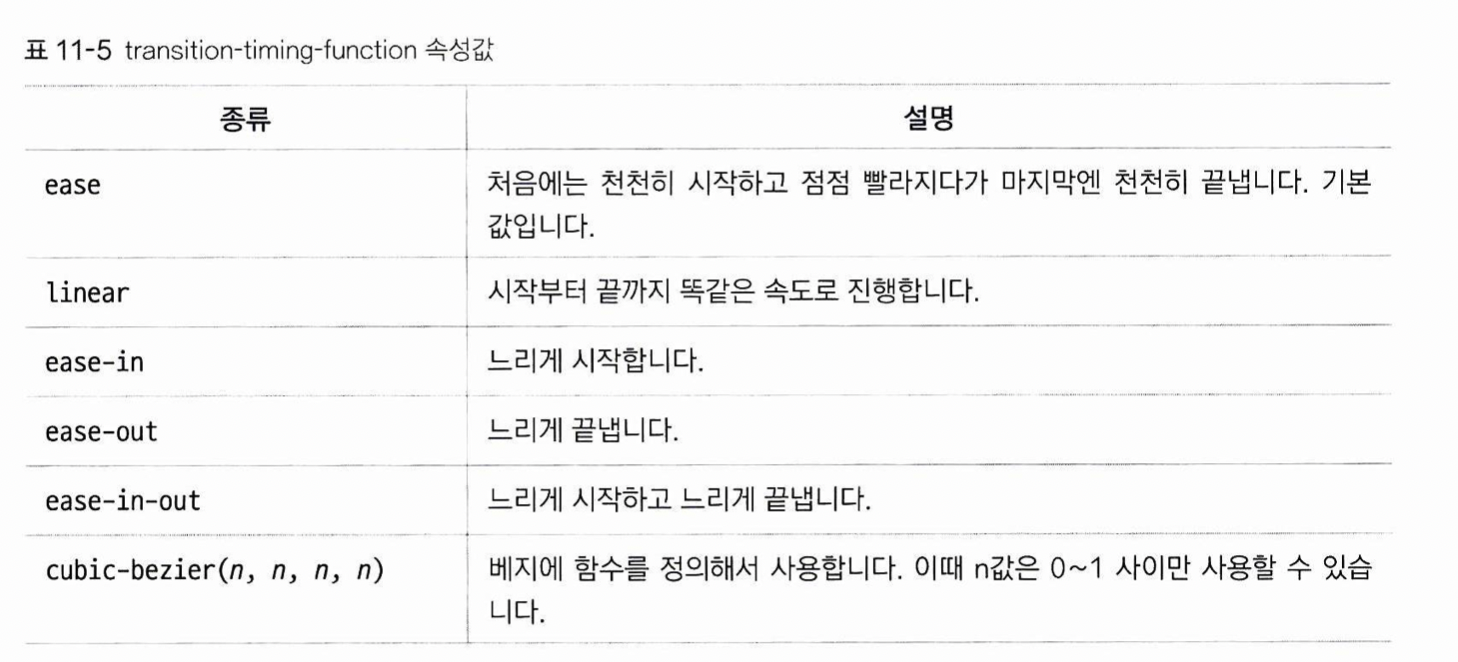 표 11-5 transition-timing-function 속성값
종류 설명
ease 처음에는 천천히 시작하고 점점 빨라지다가 마지막엔 천천히 끝냅니다. 기본
값입니다.
linear 시작부터 끝까지 똑같은 속도로 진행합니다.
ease-in 느리게 시작합니다.
ease-out 느리게 끝냅니다.
ease-in-out 느리게 시작하고 느리게 끝냅니다.
cubic-bezier(n, n, n, n) 베지에 함수를 정의해서 사용합니다. 이때 n값은 0~1 사이만 사용할 수 있습
니다.